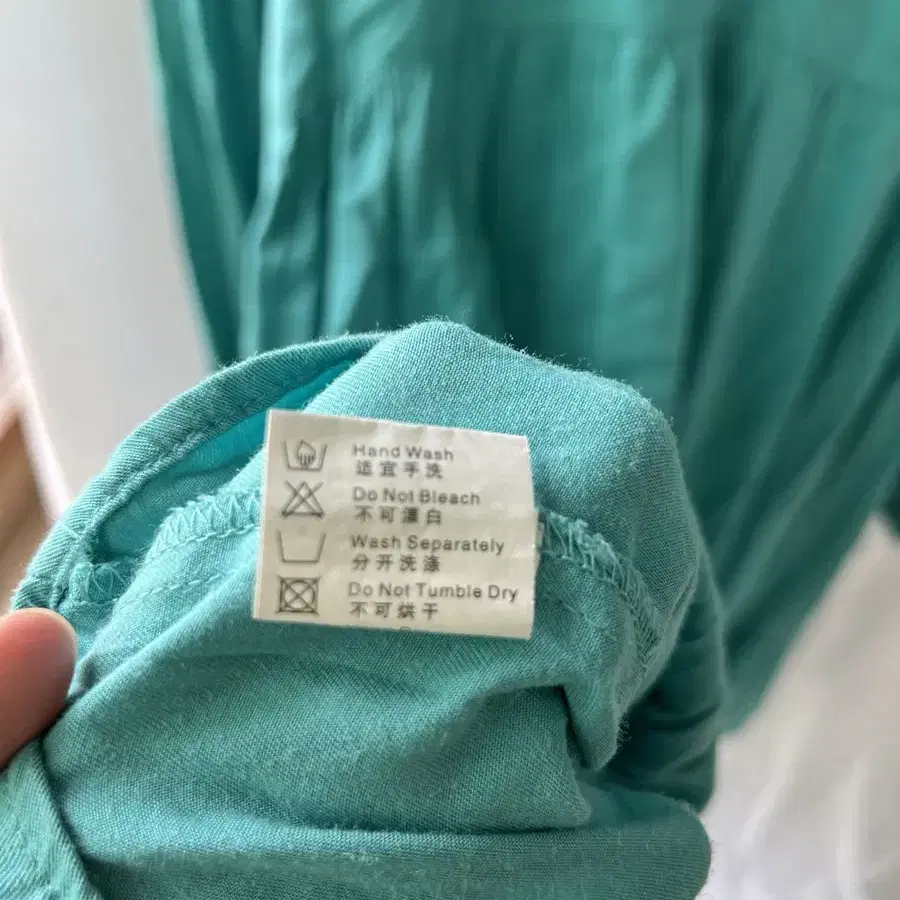 Hand Wash
适宜手洗
Do Not Bleach
不可漂白
Wash Separately
分开洗涤
Do Not Tumble Dry
不可烘干